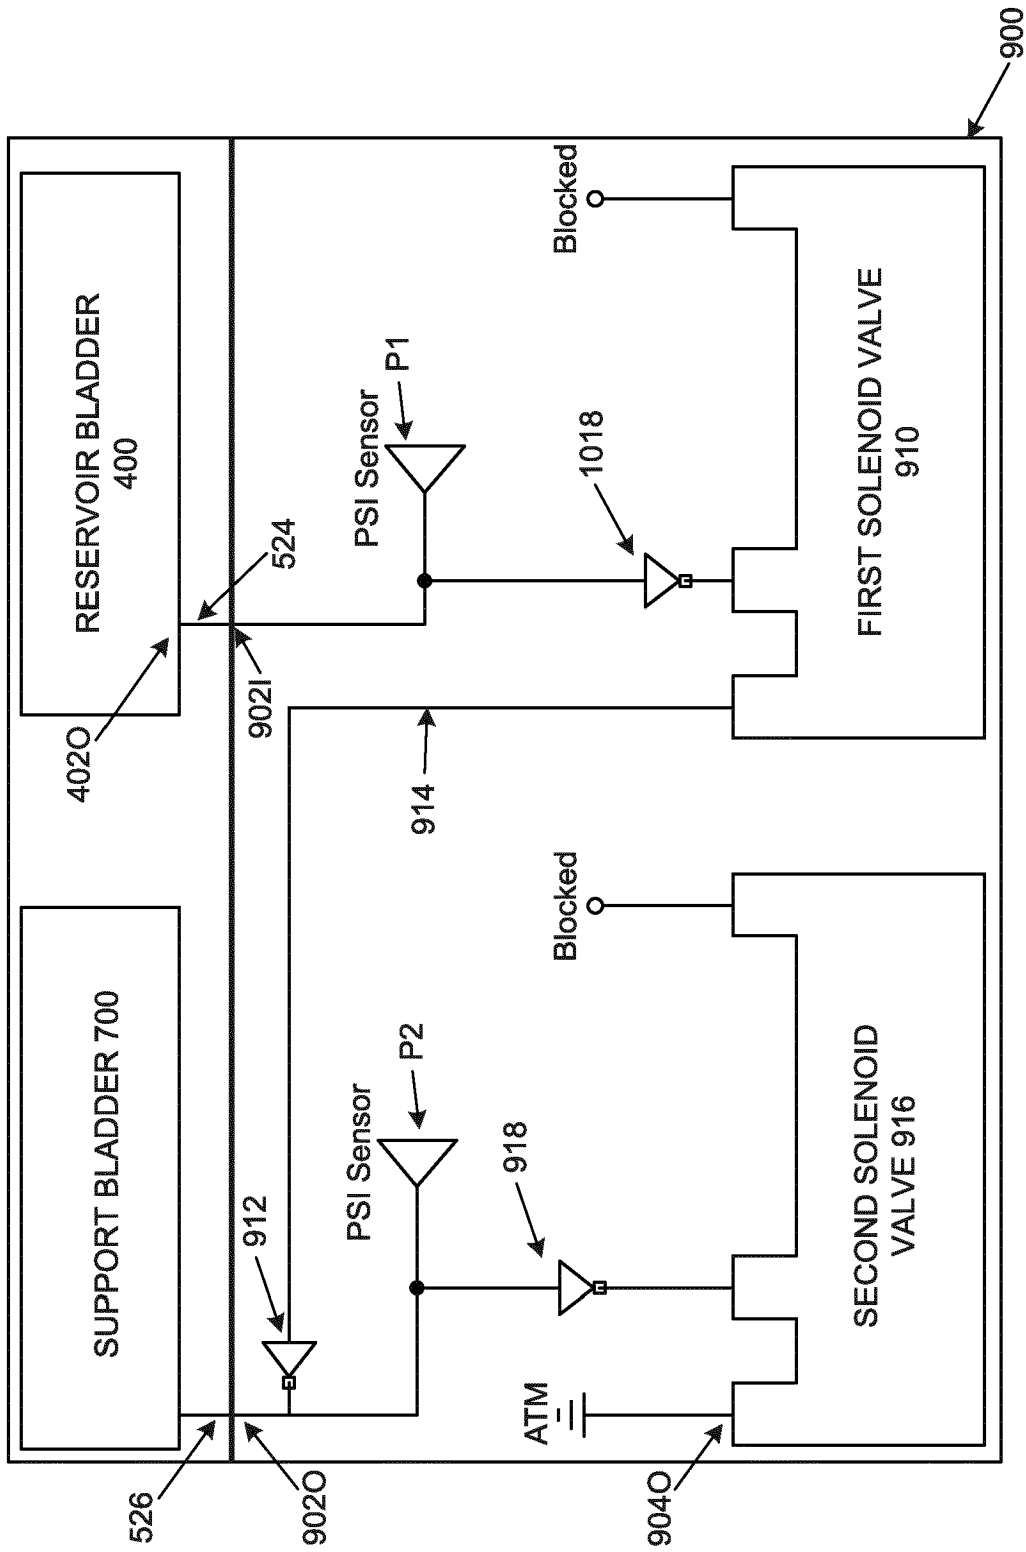 SUPPORT BLADDER 700
RESERVOIR BLADDER
400
526
902O
912
402O
902I
524
PSI Sensor
P2
PSI Sensor
P1
914
918
1018
ATM
Blocked
Blocked
904O
SECOND SOLENOID
VALVE 916
FIRST SOLENOID VALVE
910
900